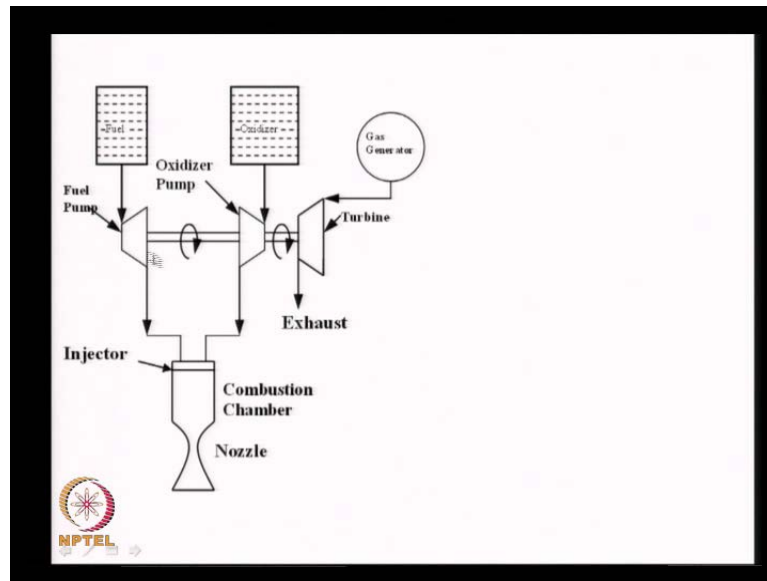 Fuel
Oxidizer
Gas
Generator
Oxidizer
Pump
Fuel
Pump
Turbine
Exhaust
Injector
Combustion
Chamber
Nozzle
NPTEL